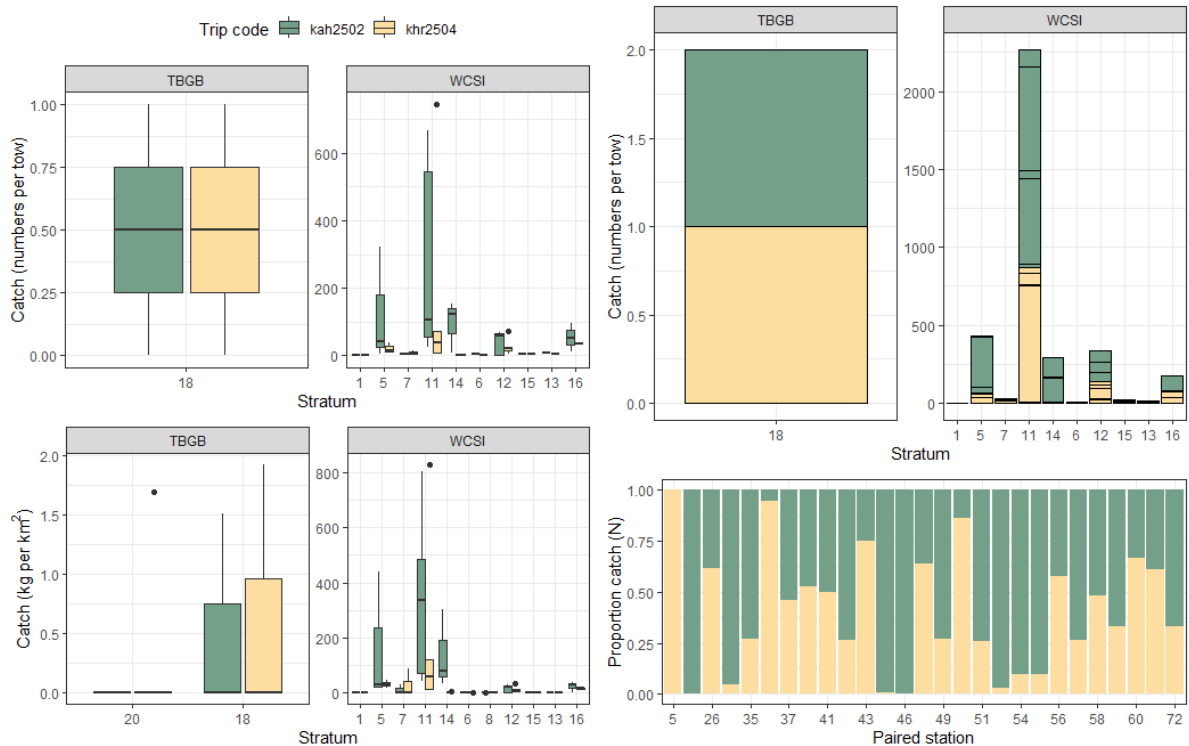 Trip code kah2502 khr2504
TBGB
WCSI
Catch (numbers per tow)
1.00
0.75
0.50
0.25
0.00
18
600
400
200
0
1 5 7 11 14 6 12 15 13 16
Stratum
TBGB
WCSI
Catch (numbers per tow)
2.0
1.5
1.0
0.5
0.0
18
2000
1500
1000
500
0
1 5 7 11 14 6 12 15 13 16
Stratum
TBGB
WCSI
Catch (kg per km²)
2.0
1.5
1.0
0.5
0.0
20 18
800
600
400
200
0
1 5 7 11 14 6 8 12 15 13 16
Stratum
Proportion catch (N)
1.00
0.75
0.50
0.25
0.00
5 26 35 37 41 43 46 49 51 54 56 58 60 72
Paired station